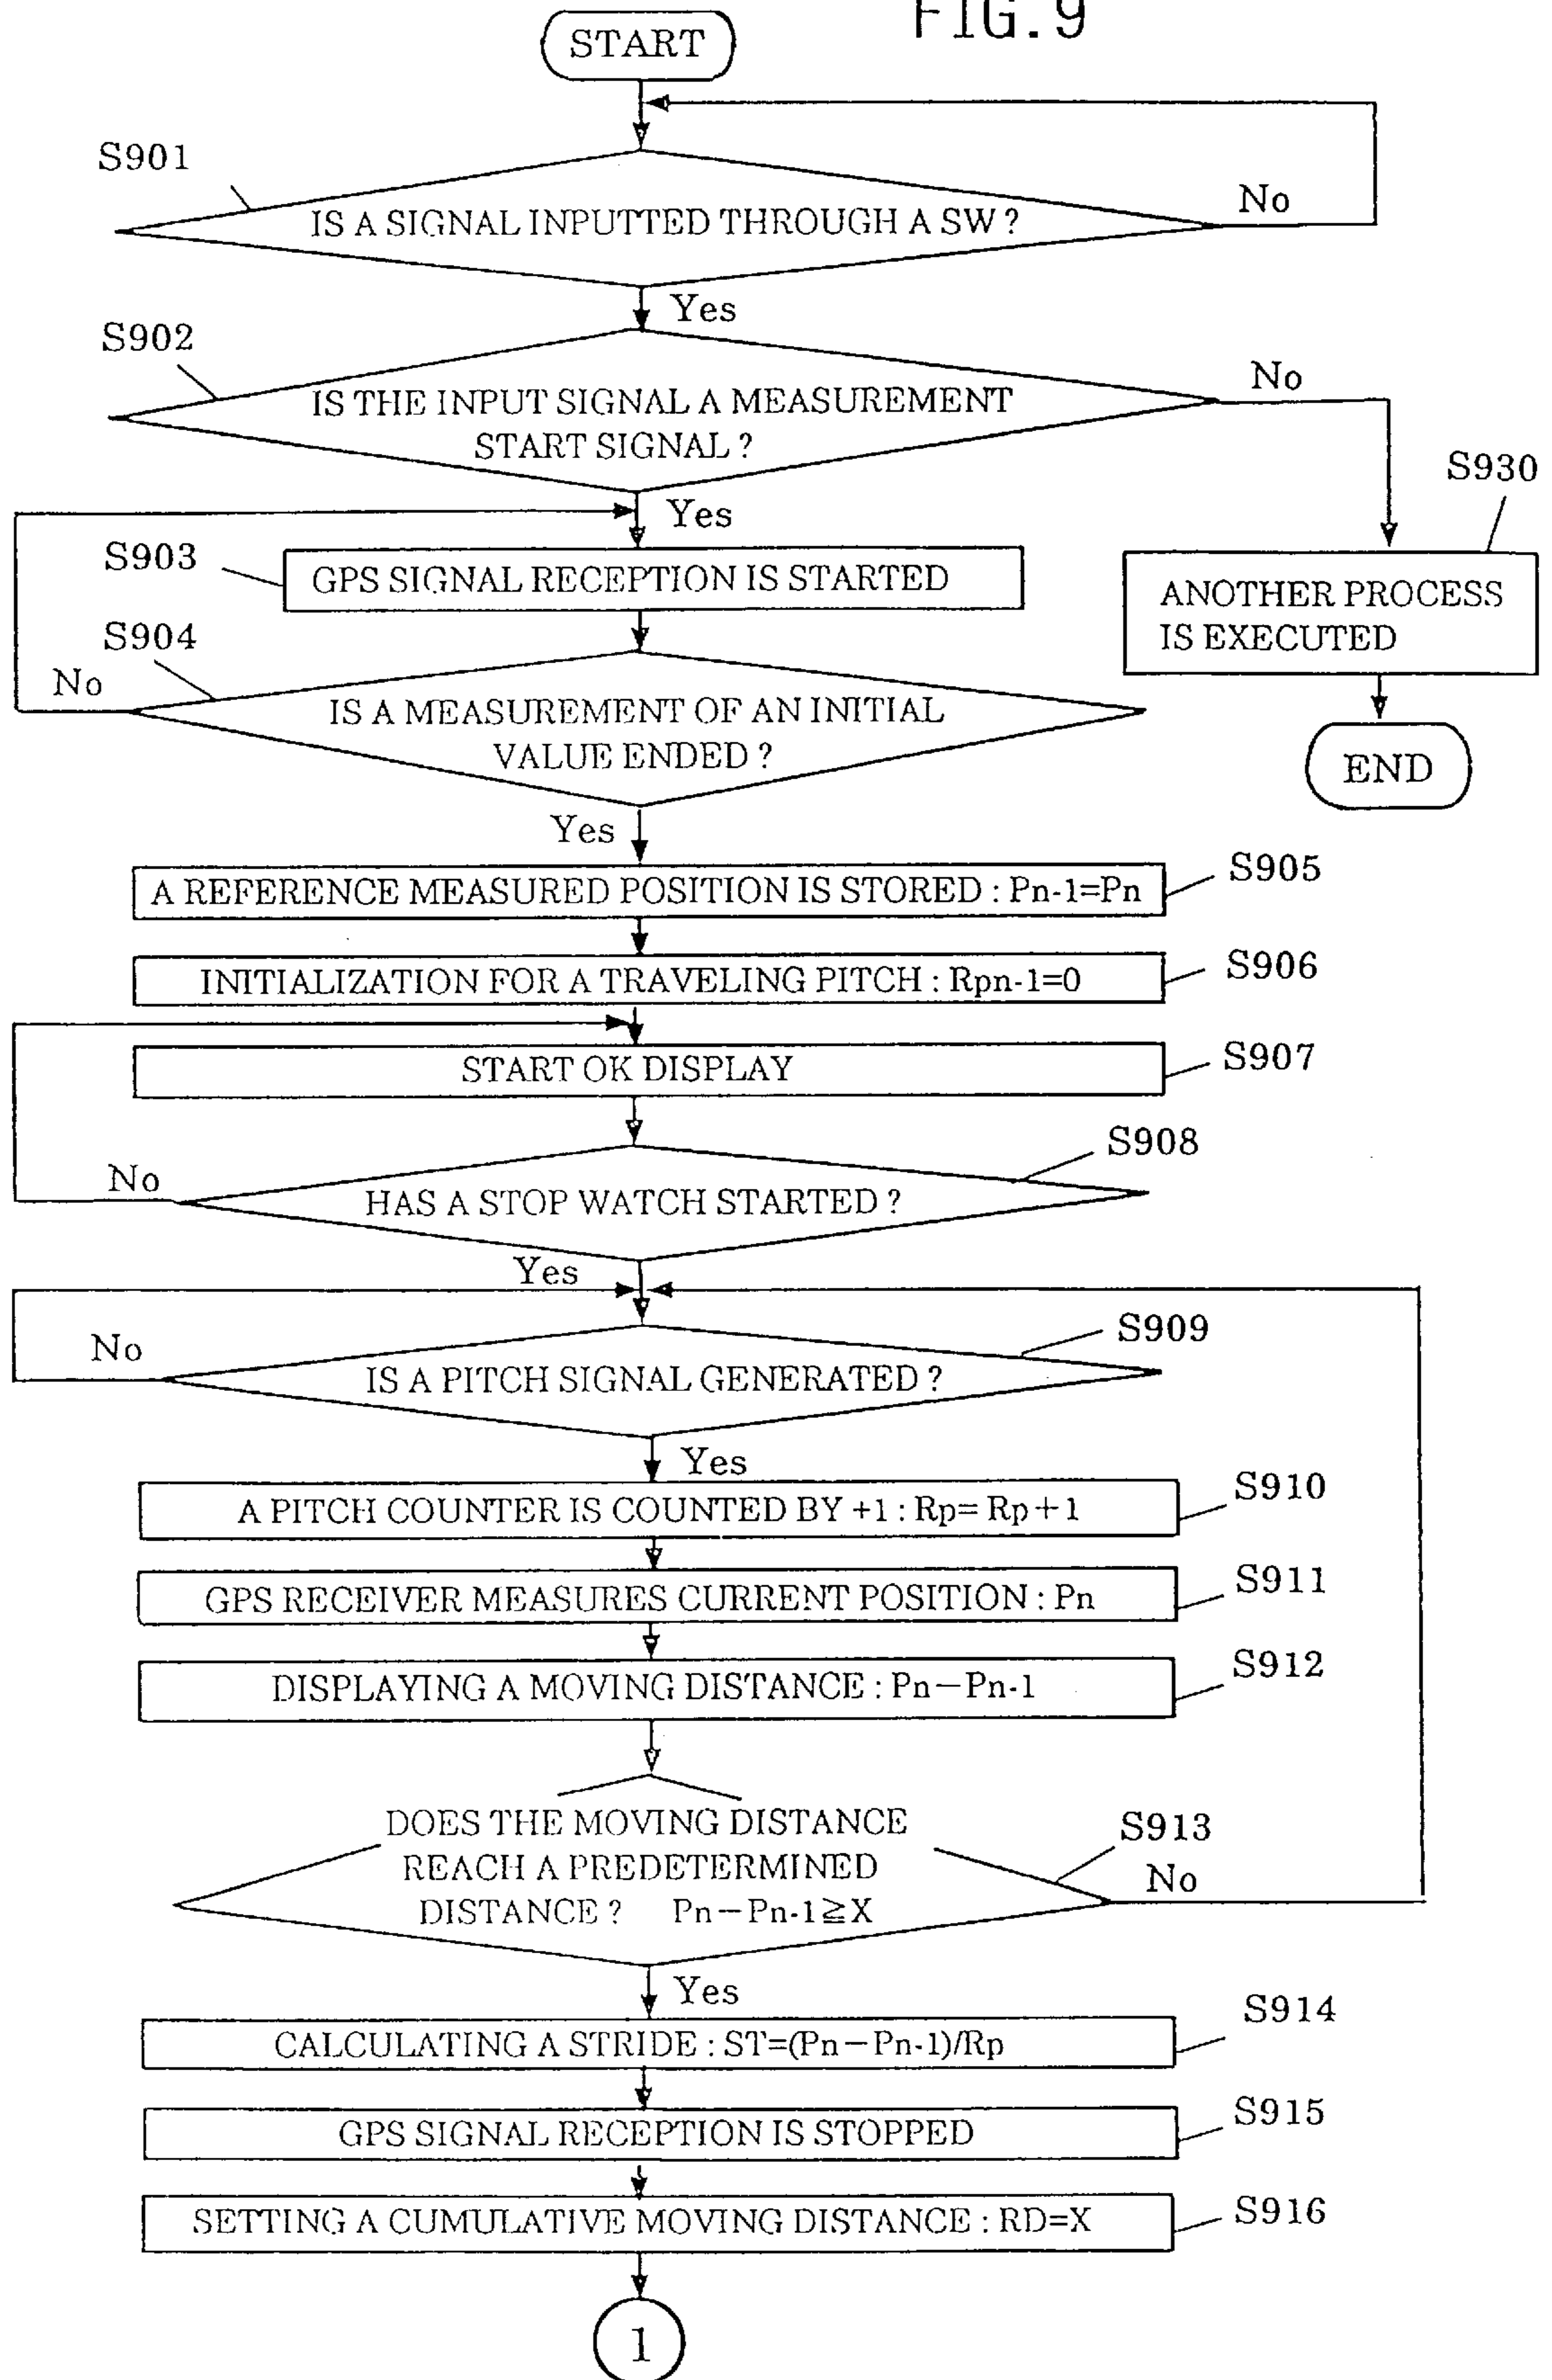 FIG.9
START
S901
IS A SIGNAL INPUTTED THROUGH A SW ?
No
Yes
S902
IS THE INPUT SIGNAL A MEASUREMENT
START SIGNAL ?
No
Yes
S930
ANOTHER PROCESS
IS EXECUTED
END
S903
GPS SIGNAL RECEPTION IS STARTED
S904
No
IS A MEASUREMENT OF AN INITIAL
VALUE ENDED ?
Yes
A REFERENCE MEASURED POSITION IS STORED : Pn-1=Pn
S905
INITIALIZATION FOR A TRAVELING PITCH : Rpn-1=0
S906
START OK DISPLAY
S907
S908
No
HAS A STOP WATCH STARTED ?
Yes
S909
No
IS A PITCH SIGNAL GENERATED ?
Yes
A PITCH COUNTER IS COUNTED BY +1 : Rp= Rp+1
S910
GPS RECEIVER MEASURES CURRENT POSITION : Pn
S911
DISPLAYING A MOVING DISTANCE : Pn-Pn-1
S912
DOES THE MOVING DISTANCE
REACH A PREDETERMINED
DISTANCE ? Pn-Pn-1≧X
S913
No
Yes
CALCULATING A STRIDE : ST=(Pn-Pn-1)/Rp
S914
GPS SIGNAL RECEPTION IS STOPPED
S915
SETTING A CUMULATIVE MOVING DISTANCE : RD=X
S916
1